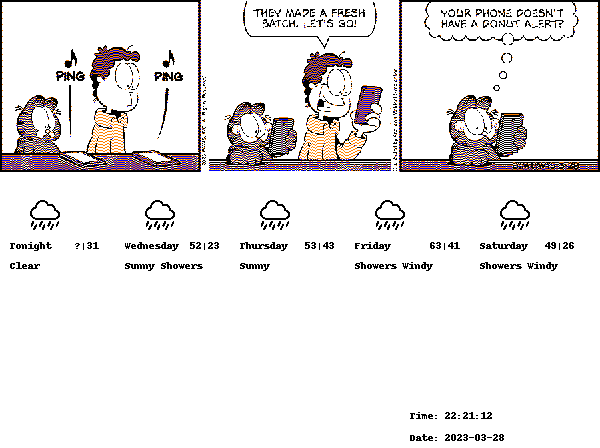 PING
PING
THEY MADE A FRESH
BATCH. LET'S GO!
YOUR PHONE DOESN'T
HAVE A DONUT ALERT?
Tonight ?|31
Clear
Wednesday 52|23
Sunny Showers
Thursday 53|43
Sunny
Friday 63|41
Showers Windy
Saturday 49|26
Showers Windy
Time: 22:21:12
Date: 2023-03-28